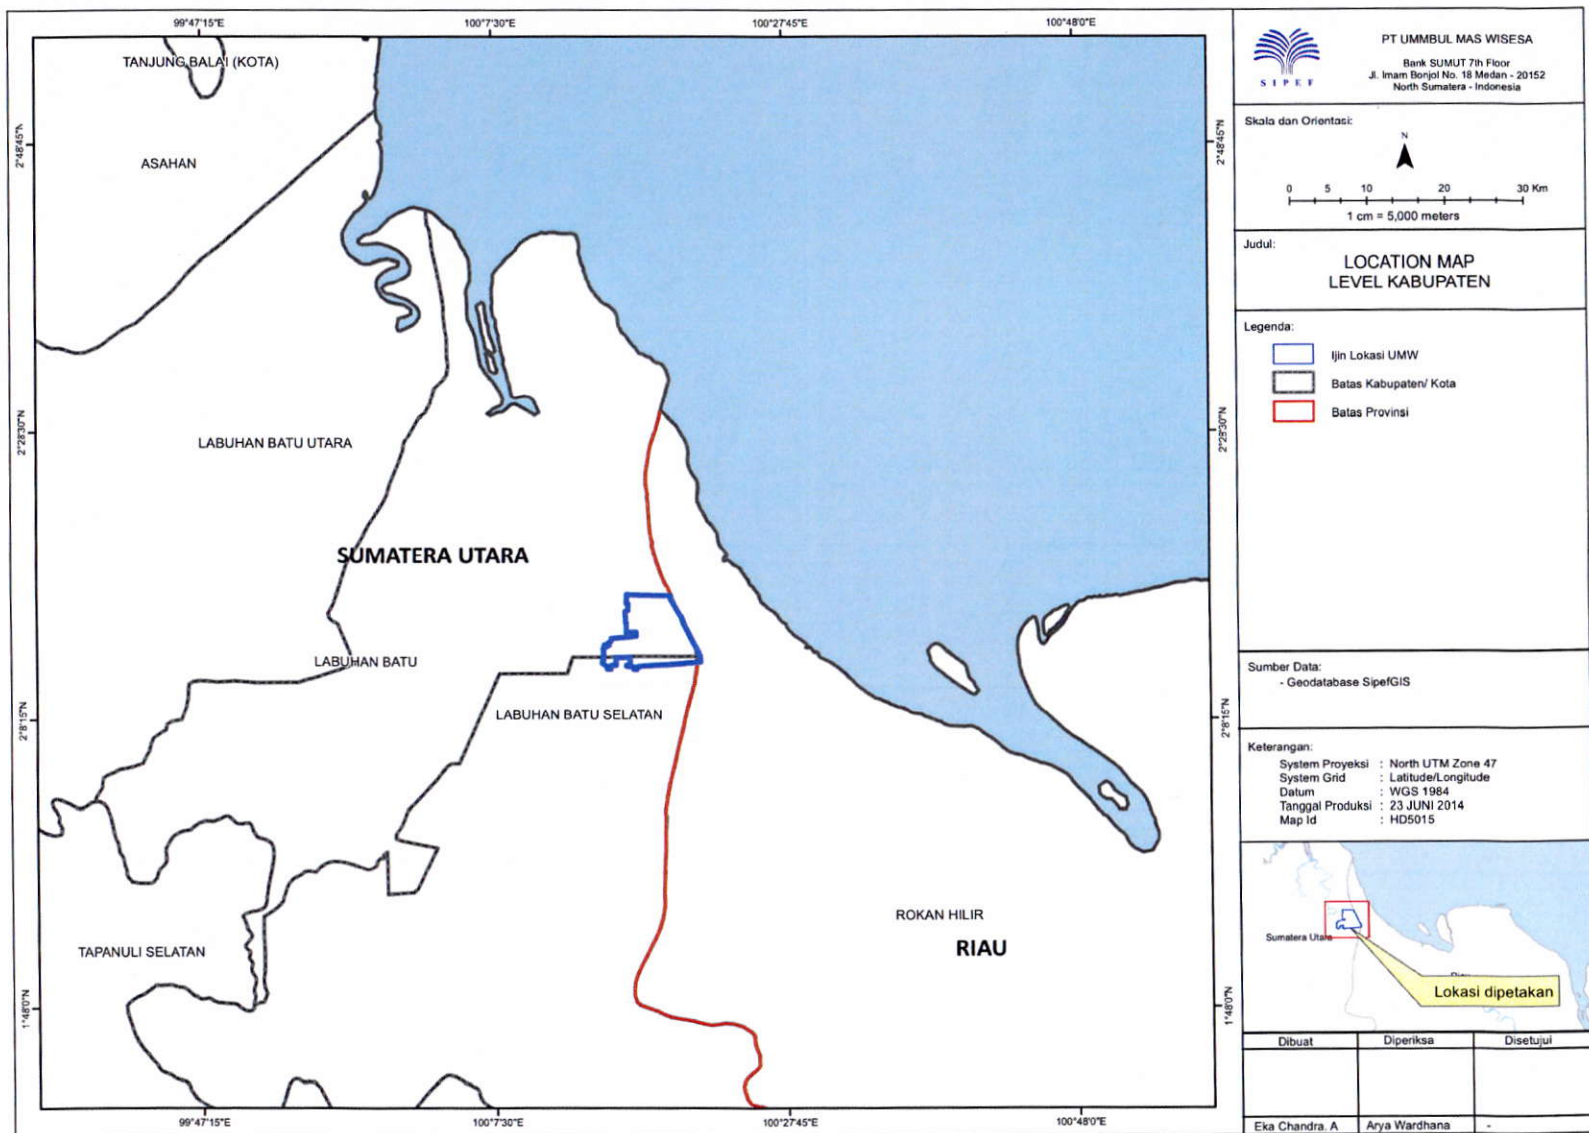 99°47'15"E
100°7'30"E
100°27'45"E
100°48'0"E
TANJUNG BALAI (KOTA)
2°48'45"N
2°48'45"N
ASAHAN
2°28'30"N
2°28'30"N
LABUHAN BATU UTARA
SUMATERA UTARA
LABUHAN BATU
LABUHAN BATU SELATAN
2°8'15"N
2°8'15"N
ROKAN HILIR
RIAU
TAPANULI SELATAN
1°48'0"N
1°48'0"N
99°47'15"E
100°7'30"E
100°27'45"E
100°48'0"E
SIPEF
PT UMMBUL MAS WISESA
Bank SUMUT 7th Floor
Jl. Imam Bonjol No. 18 Medan - 20152
North Sumatera - Indonesia
Skala dan Orientasi:
N
0 5 10 20 30 Km
1 cm = 5,000 meters
Judul:
LOCATION MAP
LEVEL KABUPATEN
Legenda:
Ijin Lokasi UMW
Batas Kabupaten/ Kota
Batas Provinsi
Sumber Data:
- Geodatabase SipefGIS
Keterangan:
System Proyeksi : North UTM Zone 47
System Grid : Latitude/Longitude
Datum : WGS 1984
Tanggal Produksi : 23 JUNI 2014
Map Id : HD5015
Sumatera Utara
Lokasi dipetakan
Dibuat Diperiksa Disetujui
Eka Chandra. A Arya Wardhana -